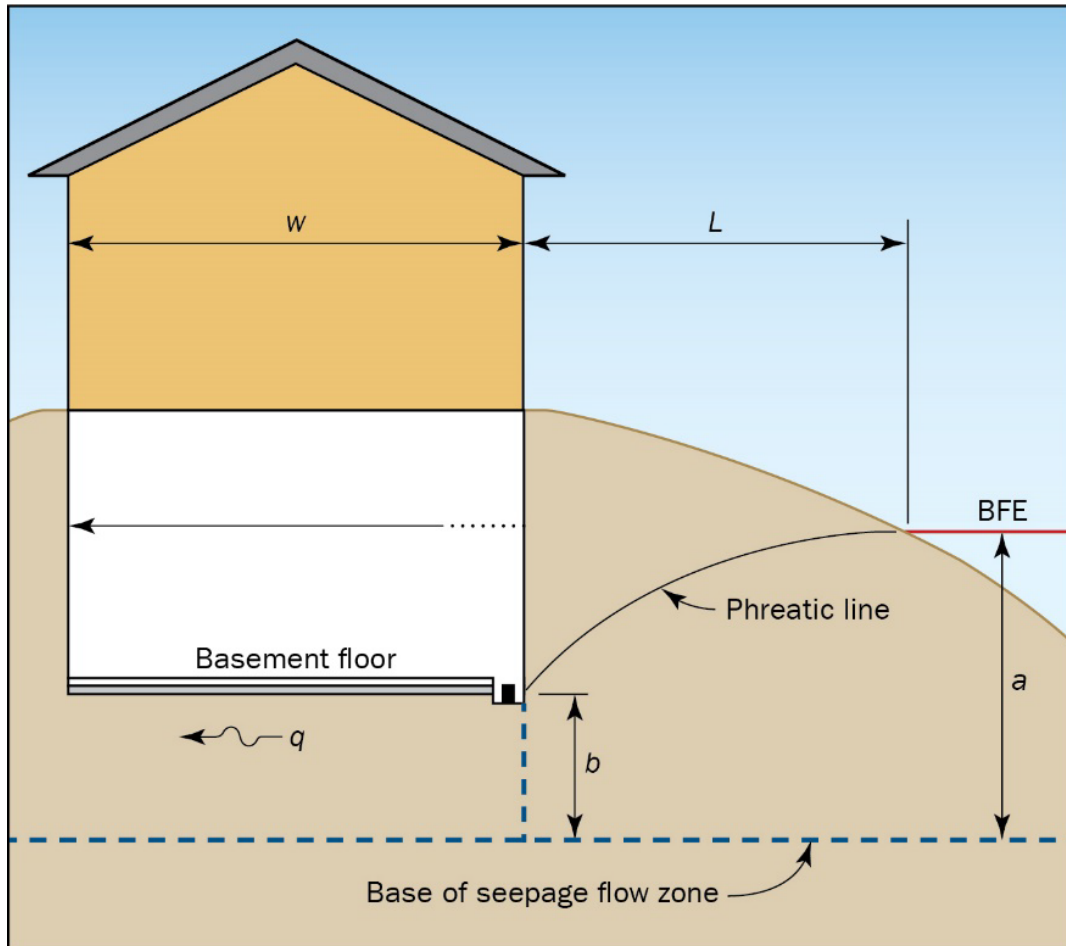 w
L
BFE
Phreatic line
Basement floor
a
q
b
Base of seepage flow zone